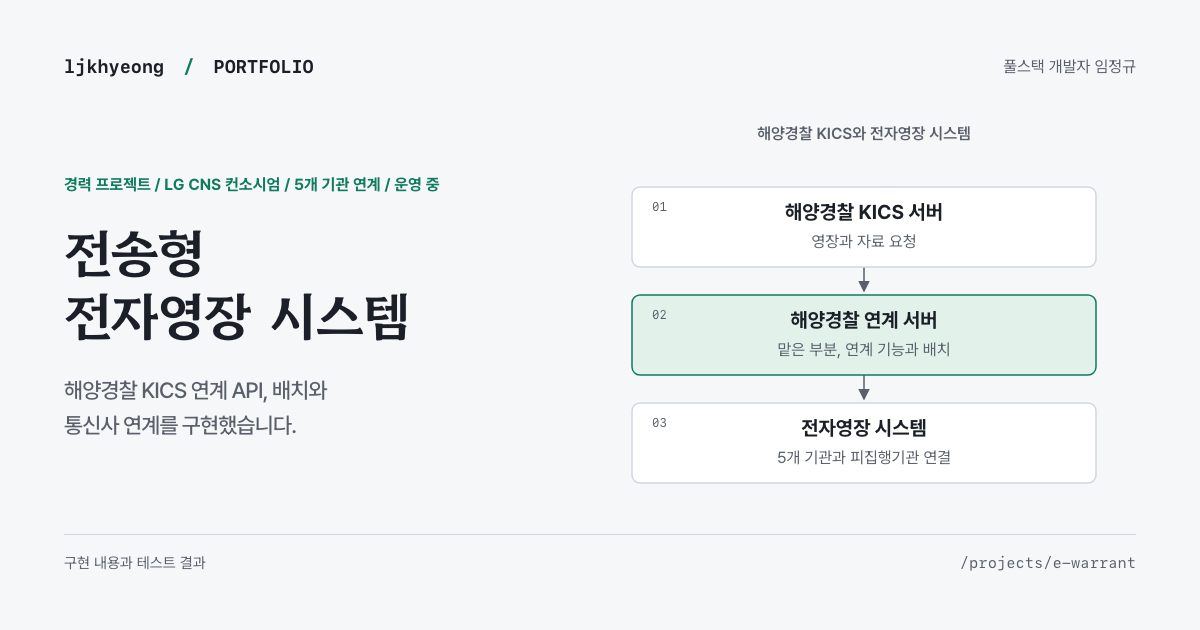 ljkhyeong / PORTFOLIO
풀스택 개발자 임정규
경력 프로젝트 / LG CNS 컨소시엄 / 5개 기관 연계 / 운영 중
전송형
전자영장 시스템
해양경찰 KICS 연계 API, 배치와
통신사 연계를 구현했습니다.
해양경찰 KICS와 전자영장 시스템
01
해양경찰 KICS 서버
영장과 자료 요청
02
해양경찰 연계 서버
맡은 부분, 연계 기능과 배치
03
전자영장 시스템
5개 기관과 피집행기관 연결
구현 내용과 테스트 결과
/projects/e-warrant